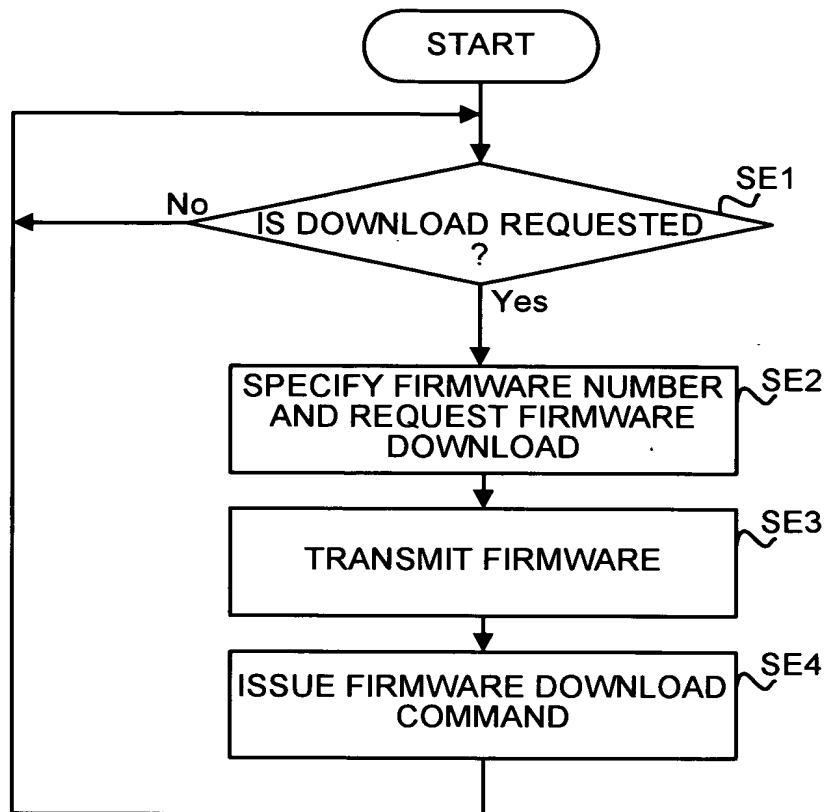 START
SE1
No
IS DOWNLOAD REQUESTED
?
Yes
SE2
SPECIFY FIRMWARE NUMBER
AND REQUEST FIRMWARE
DOWNLOAD
SE3
TRANSMIT FIRMWARE
SE4
ISSUE FIRMWARE DOWNLOAD
COMMAND